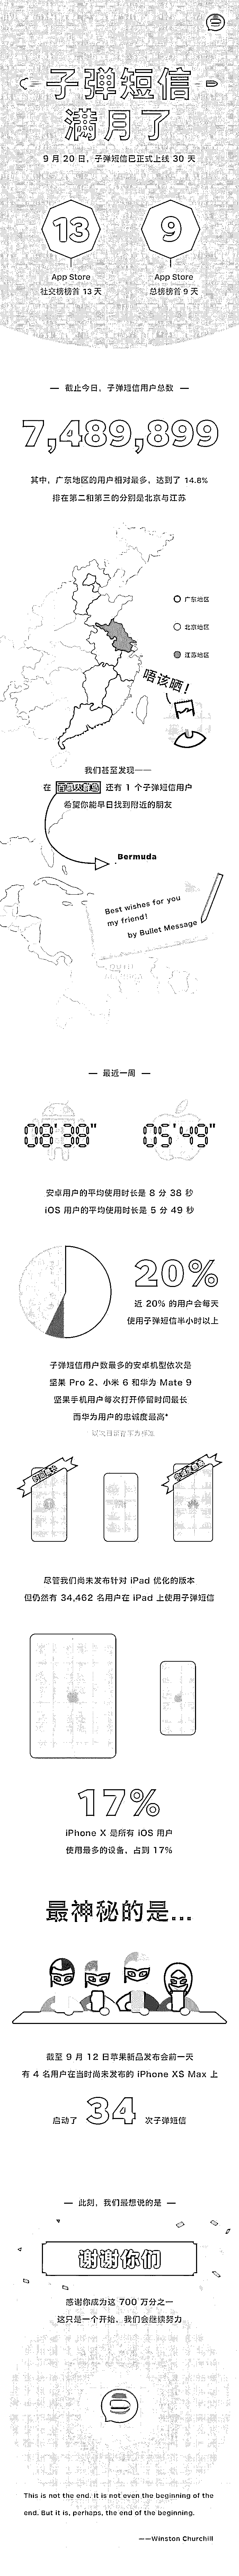 子弹短信
满月了
9 月 20 日，子弹短信已正式上线 30 天
13
9
App Store
社交榜榜首 13 天
App Store
总榜榜首 9 天
— 截止今日，子弹短信用户总数 —
7,489,899
其中，广东地区的用户相对最多，达到了 14.8%
排在第二和第三的分别是北京与江苏
广东地区
北京地区
江苏地区
唔该晒！
我们甚至发现——
在 百慕大群岛 还有 1 个子弹短信用户
希望你能早日找到附近的朋友
Bermuda
Best wishes for you
my friend!
by Bullet Message
— 最近一周 —
08'38"
05'49"
安卓用户的平均使用时长是 8 分 38 秒
iOS 用户的平均使用时长是 5 分 49 秒
20%
近 20% 的用户会每天
使用子弹短信半小时以上
子弹短信用户数最多的安卓机型依次是
坚果 Pro 2、小米 6 和华为 Mate 9
坚果手机用户每次打开停留时间最长
而华为用户的忠诚度最高*
尽管我们尚未发布针对 iPad 优化的版本
但仍然有 34,462 名用户在 iPad 上使用子弹短信
17%
iPhone X 是所有 iOS 用户
使用最多的设备，占到 17%
最神秘的是...
截至 9 月 12 日苹果新品发布会前一天
有 4 名用户在当时尚未发布的 iPhone XS Max 上
启动了 34 次子弹短信
— 此刻，我们最想说的是 —
谢谢你们
感谢你成为这 700 万分之一
这只是一个开始，我们会继续努力
This is not the end. It is not even the beginning of the
end. But it is, perhaps, the end of the beginning.
——Winston Churchill